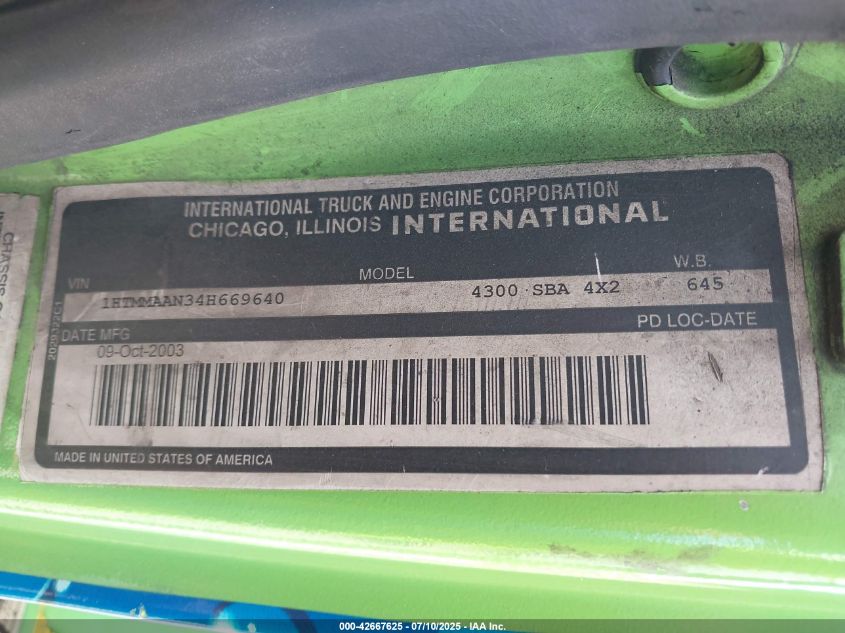 INTERNATIONAL TRUCK AND ENGINE CORPORATION
CHICAGO, ILLINOIS INTERNATIONAL
VIN MODEL W.B.
1HTMMAAN34H669640 4300 SBA 4X2 645
DATE MFG PD LOC-DATE
09-Oct-2003
MADE IN UNITED STATES OF AMERICA
CHASSIS
000-42667625 - 07/10/2025 - IAA Inc.